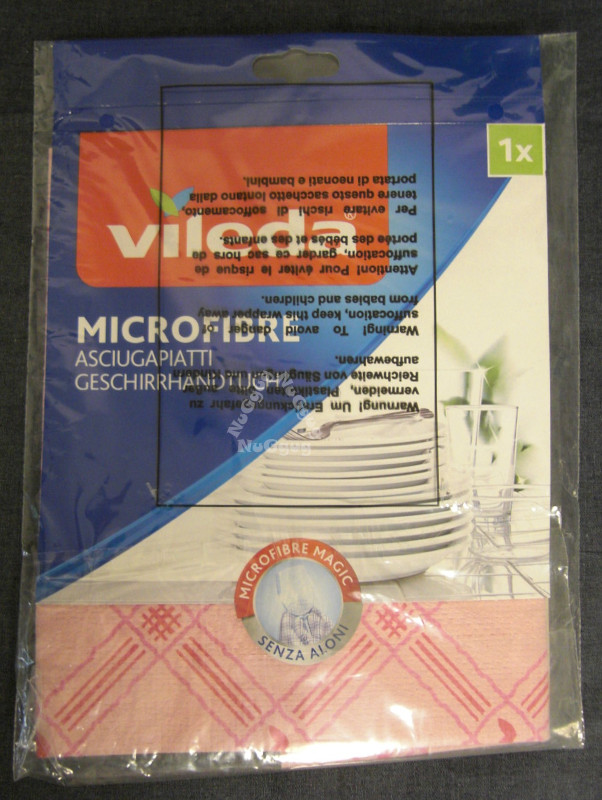 1x
vileda®
MICROFIBRE
ASCIUGAPIATTI
GESCHIRRHANDTUCH
Warnung! Um Erstickungsgefahr zu
vermeiden, bitte
Reichweite von Säuglingen und Kindern
aufbewahren.
Warning! To avoid danger of
suffocation, keep this wrapper away
from babies and children.
Attention! Pour éviter le risque de
suffocation, garder ce sac hors de
portée des bébés et des enfants.
Per evitare rischi di soffocamento,
tenere questo sacchetto lontano dalla
portata di neonati e bambini.
NuGgug
NuGgug
MICROFIBRE MAGIC
SENZA ALONI